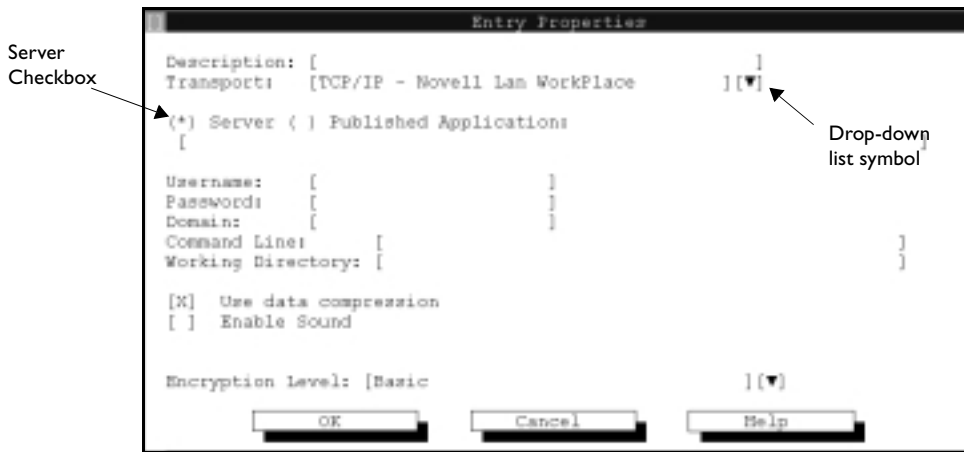 Entry Properties
Server
Checkbox
Description: [ ]
Transport: [TCP/IP - Novell Lan WorkPlace ][▼]
(*) Server ( ) Published Application:
[ ]
Drop-down
list symbol
Username: [ ]
Password: [ ]
Domain: [ ]
Command Line: [ ]
Working Directory: [ ]
[X] Use data compression
[ ] Enable Sound
Encryption Level: [Basic ][▼]
OK Cancel Help